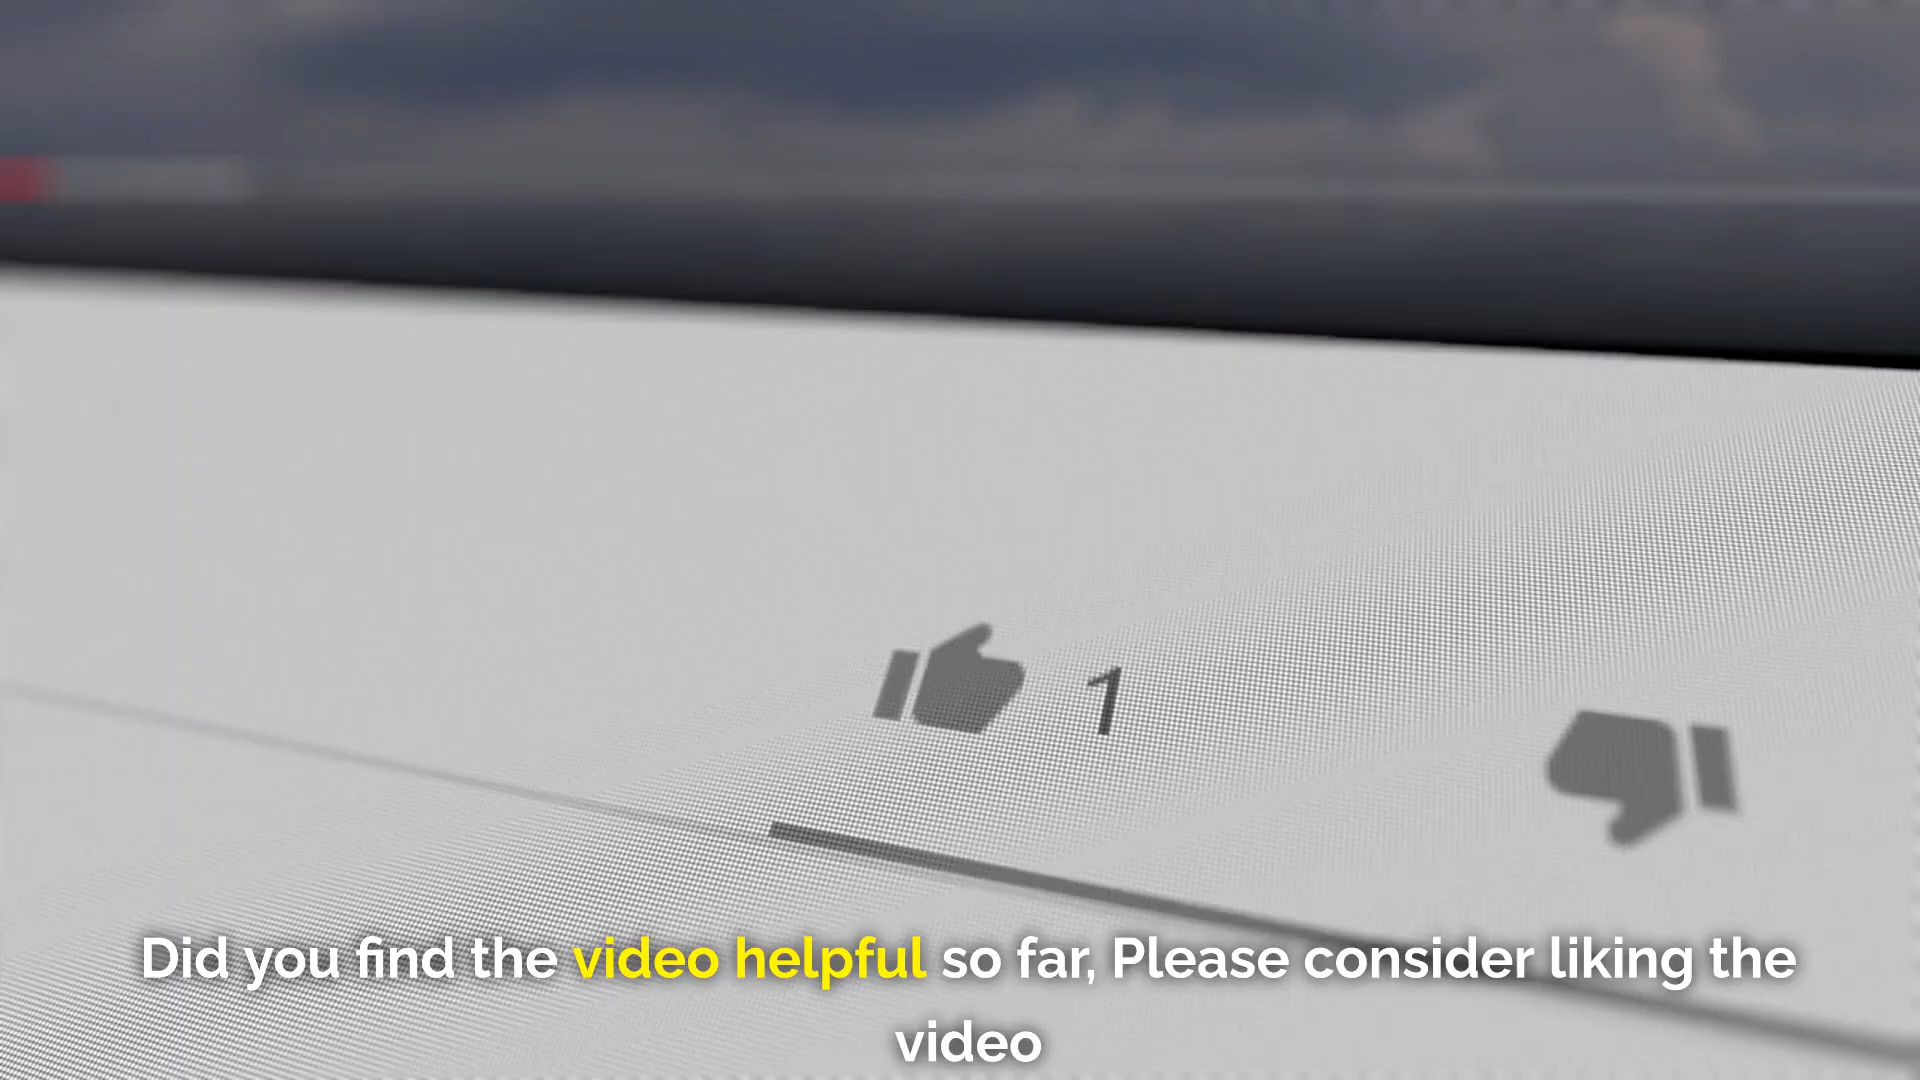 1
Did you find the video helpful so far, Please consider liking the
video